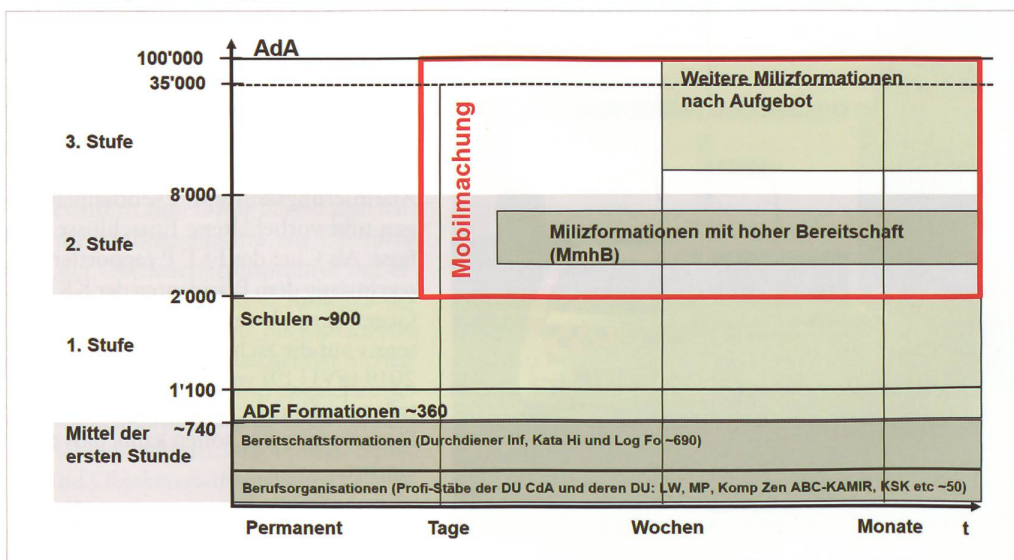 AdA
100'000
35'000
3. Stufe
8'000
2. Stufe
2'000
1. Stufe
1'100
~740
Mittel der
ersten Stunde
Mobilmachung
Weitere Milizformationen
nach Aufgebot
Milizformationen mit hoher Bereitschaft
(MmhB)
Schulen ~900
ADF Formationen ~360
Bereitschaftsformationen (Durchdiener Inf, Kata Hi und Log Fo ~690)
Berufsorganisationen (Profi-Stäbe der DU CdA und deren DU: LW, MP, Komp Zen ABC-KAMIR, KSK etc ~50)
Permanent
Tage
Wochen
Monate
t